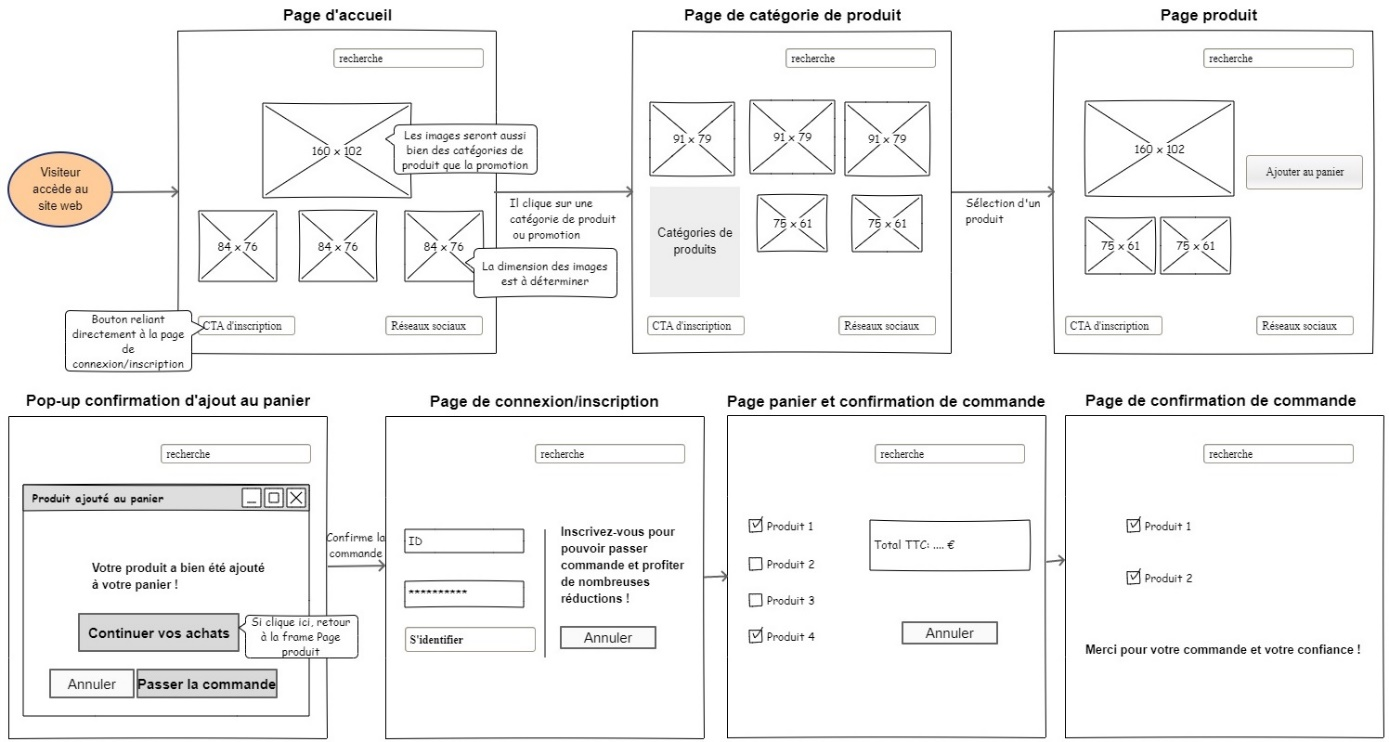 Page d'accueil
recherche
160 x 102
Les images seront aussi
bien des catégories de
produit que la promotion
Visiteur
accède au
site web
84 x 76
84 x 76
84 x 76
La dimension des images
est à déterminer
Bouton reliant
directement à la page
de
connexion/inscription
CTA d'inscription
Réseaux sociaux
Il clique sur une
catégorie de produit
ou promotion
Page de catégorie de produit
recherche
91 x 79
91 x 79
91 x 79
Catégories de
produits
75 x 61
75 x 61
CTA d'inscription
Réseaux sociaux
Sélection d'un
produit
Page produit
recherche
160 x 102
Ajouter au panier
75 x 61
75 x 61
CTA d'inscription
Réseaux sociaux
Pop-up confirmation d'ajout au panier
recherche
Produit ajouté au panier
Votre produit a bien été ajouté
à votre panier !
Continuer vos achats
Si clique ici, retour
à la frame Page
produit
Annuler
Passer la commande
Confirme la
commande
Page de connexion/inscription
recherche
ID
**********
S'identifier
Inscrivez-vous pour
pouvoir passer
commande et profiter
de nombreuses
réductions !
Annuler
Page panier et confirmation de commande
recherche
Produit 1
Produit 2
Produit 3
Produit 4
Total TTC: .... €
Annuler
Page de confirmation de commande
recherche
Produit 1
Produit 2
Merci pour votre commande et votre confiance !